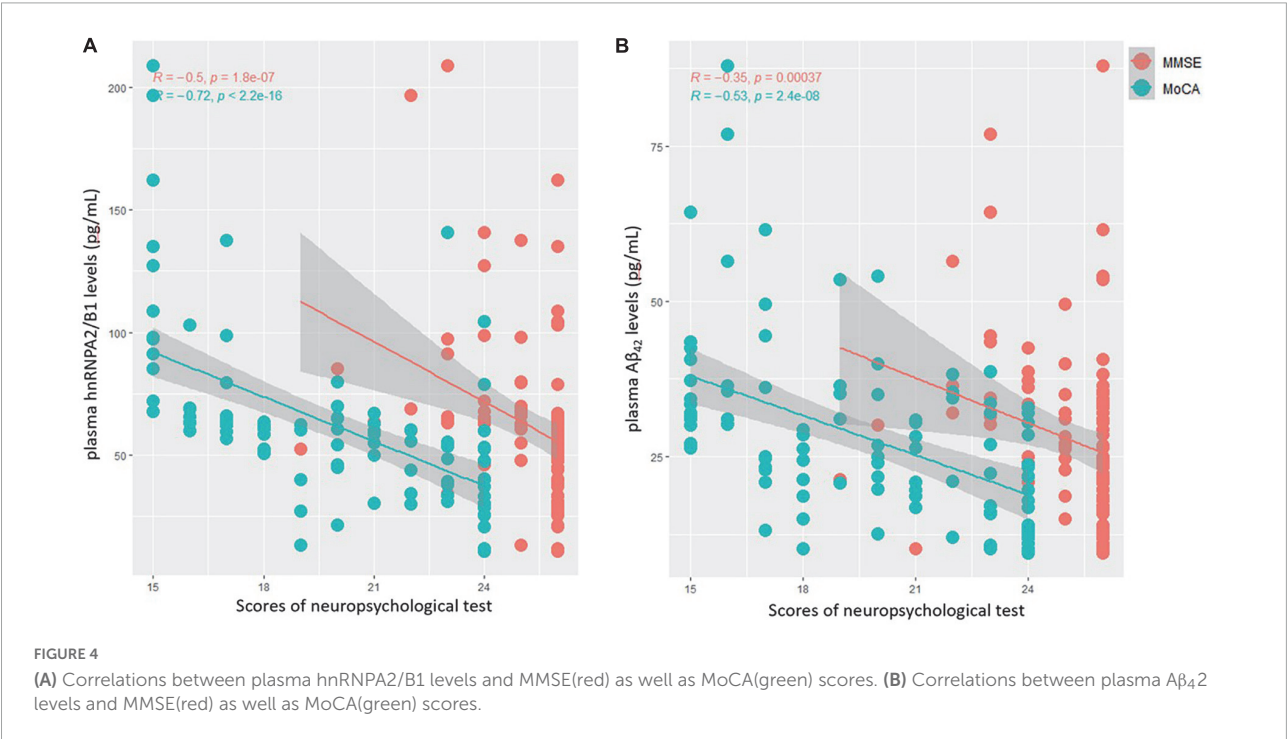 A
B
R = −0.5, p = 1.8e-07
R = −0.72, p < 2.2e-16
R = −0.35, p = 0.00037
R = −0.53, p = 2.4e-08
MMSE
MoCA
plasma hnRNPA2/B1 levels (pg/mL)
200
150
100
50
15 18 21 24
Scores of neuropsychological test
plasma Aβ42 levels (pg/mL)
75
50
25
15 18 21 24
Scores of neuropsychological test
FIGURE 4
(A) Correlations between plasma hnRNPA2/B1 levels and MMSE(red) as well as MoCA(green) scores. (B) Correlations between plasma Aβ₄2
levels and MMSE(red) as well as MoCA(green) scores.